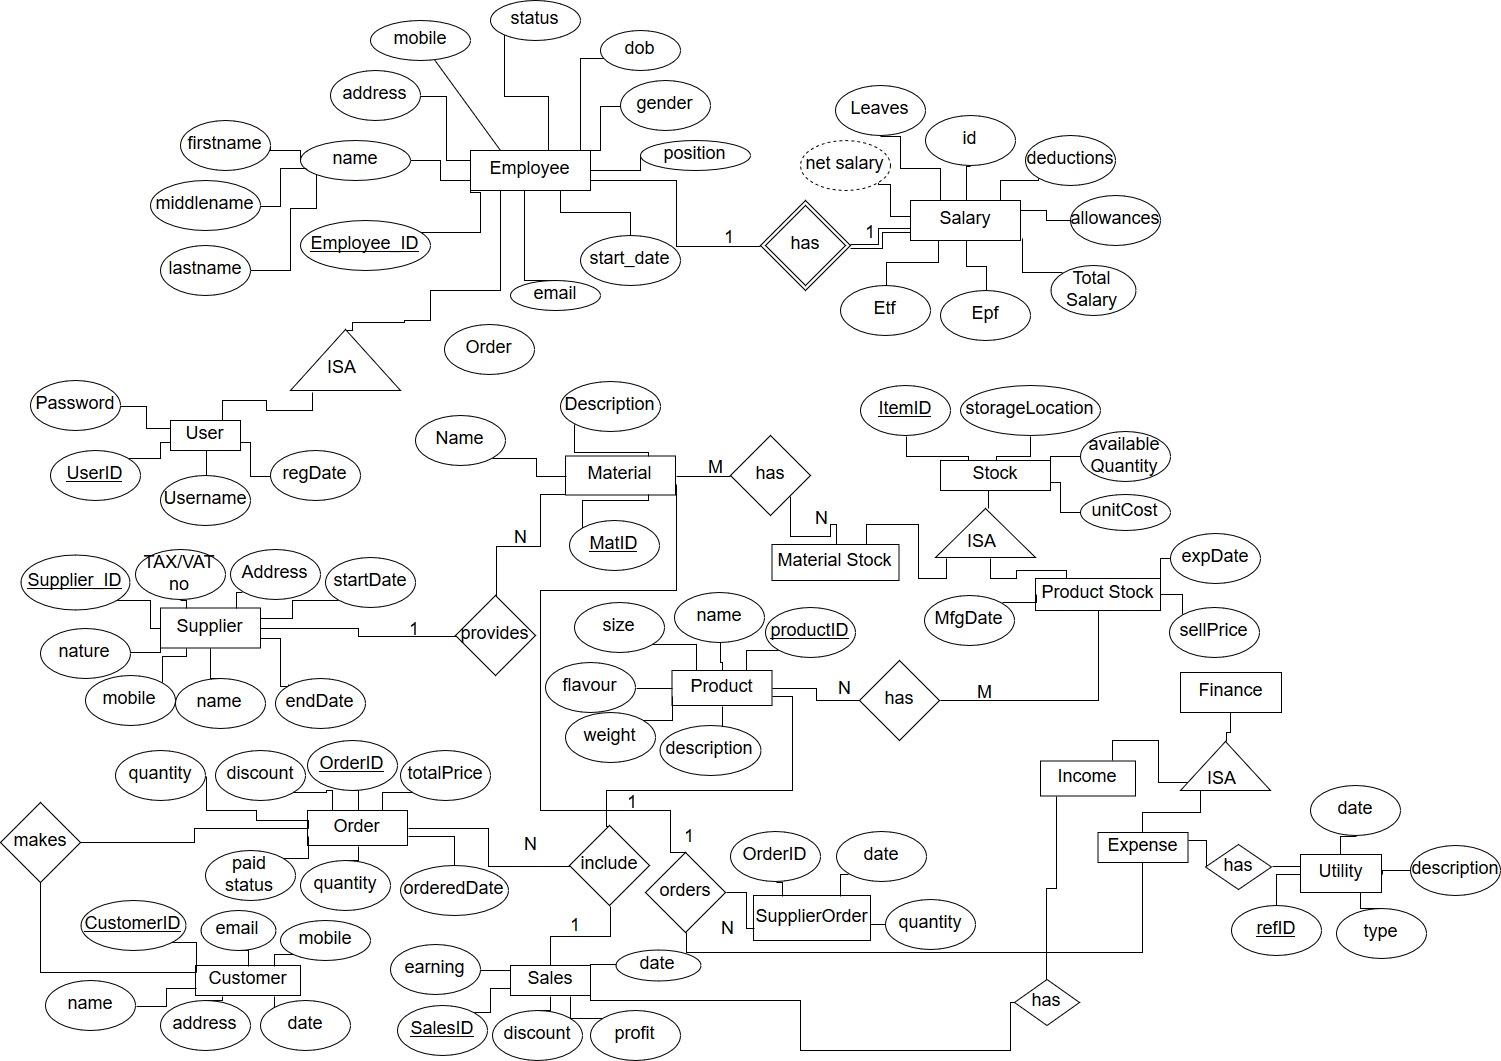 status
mobile
dob
address
gender
Leaves
id
firstname
name
position
net salary
deductions
Employee
middlename
Salary
allowances
Employee_ID
1
has
1
lastname
start_date
Total
Salary
email
Etf
Epf
Order
ISA
Password
Description
ItemID
storageLocation
User
Name
available
Quantity
UserID
regDate
Material
M
has
Stock
Username
unitCost
N
N
MatID
ISA
TAX/VAT
no
Material Stock
expDate
Supplier_ID
Address
startDate
Product Stock
Supplier
1
provides
size
name
productID
MfgDate
sellPrice
nature
mobile
name
endDate
flavour
Product
N
has
M
Finance
weight
description
quantity
discount
OrderID
totalPrice
Income
ISA
1
date
makes
Order
N
include
1
Expense
paid
status
quantity
orderedDate
orders
OrderID
date
has
Utility
description
CustomerID
email
mobile
1
N
SupplierOrder
quantity
refID
type
earning
date
Customer
Sales
name
address
date
SalesID
discount
profit
has